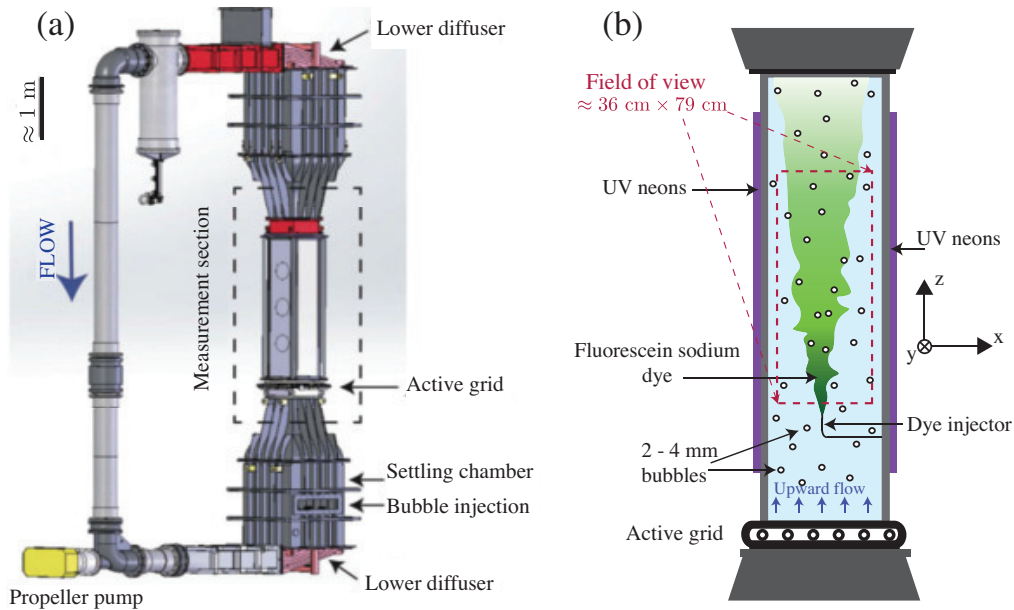 (a)
Lower diffuser
≈ 1 m
FLOW
Measurement section
Active grid
Settling chamber
Bubble injection
Lower diffuser
Propeller pump
(b)
Field of view
≈ 36 cm × 79 cm
UV neons
UV neons
z
y
x
Fluorescein sodium
dye
Dye injector
2 - 4 mm
bubbles
Upward flow
Active grid